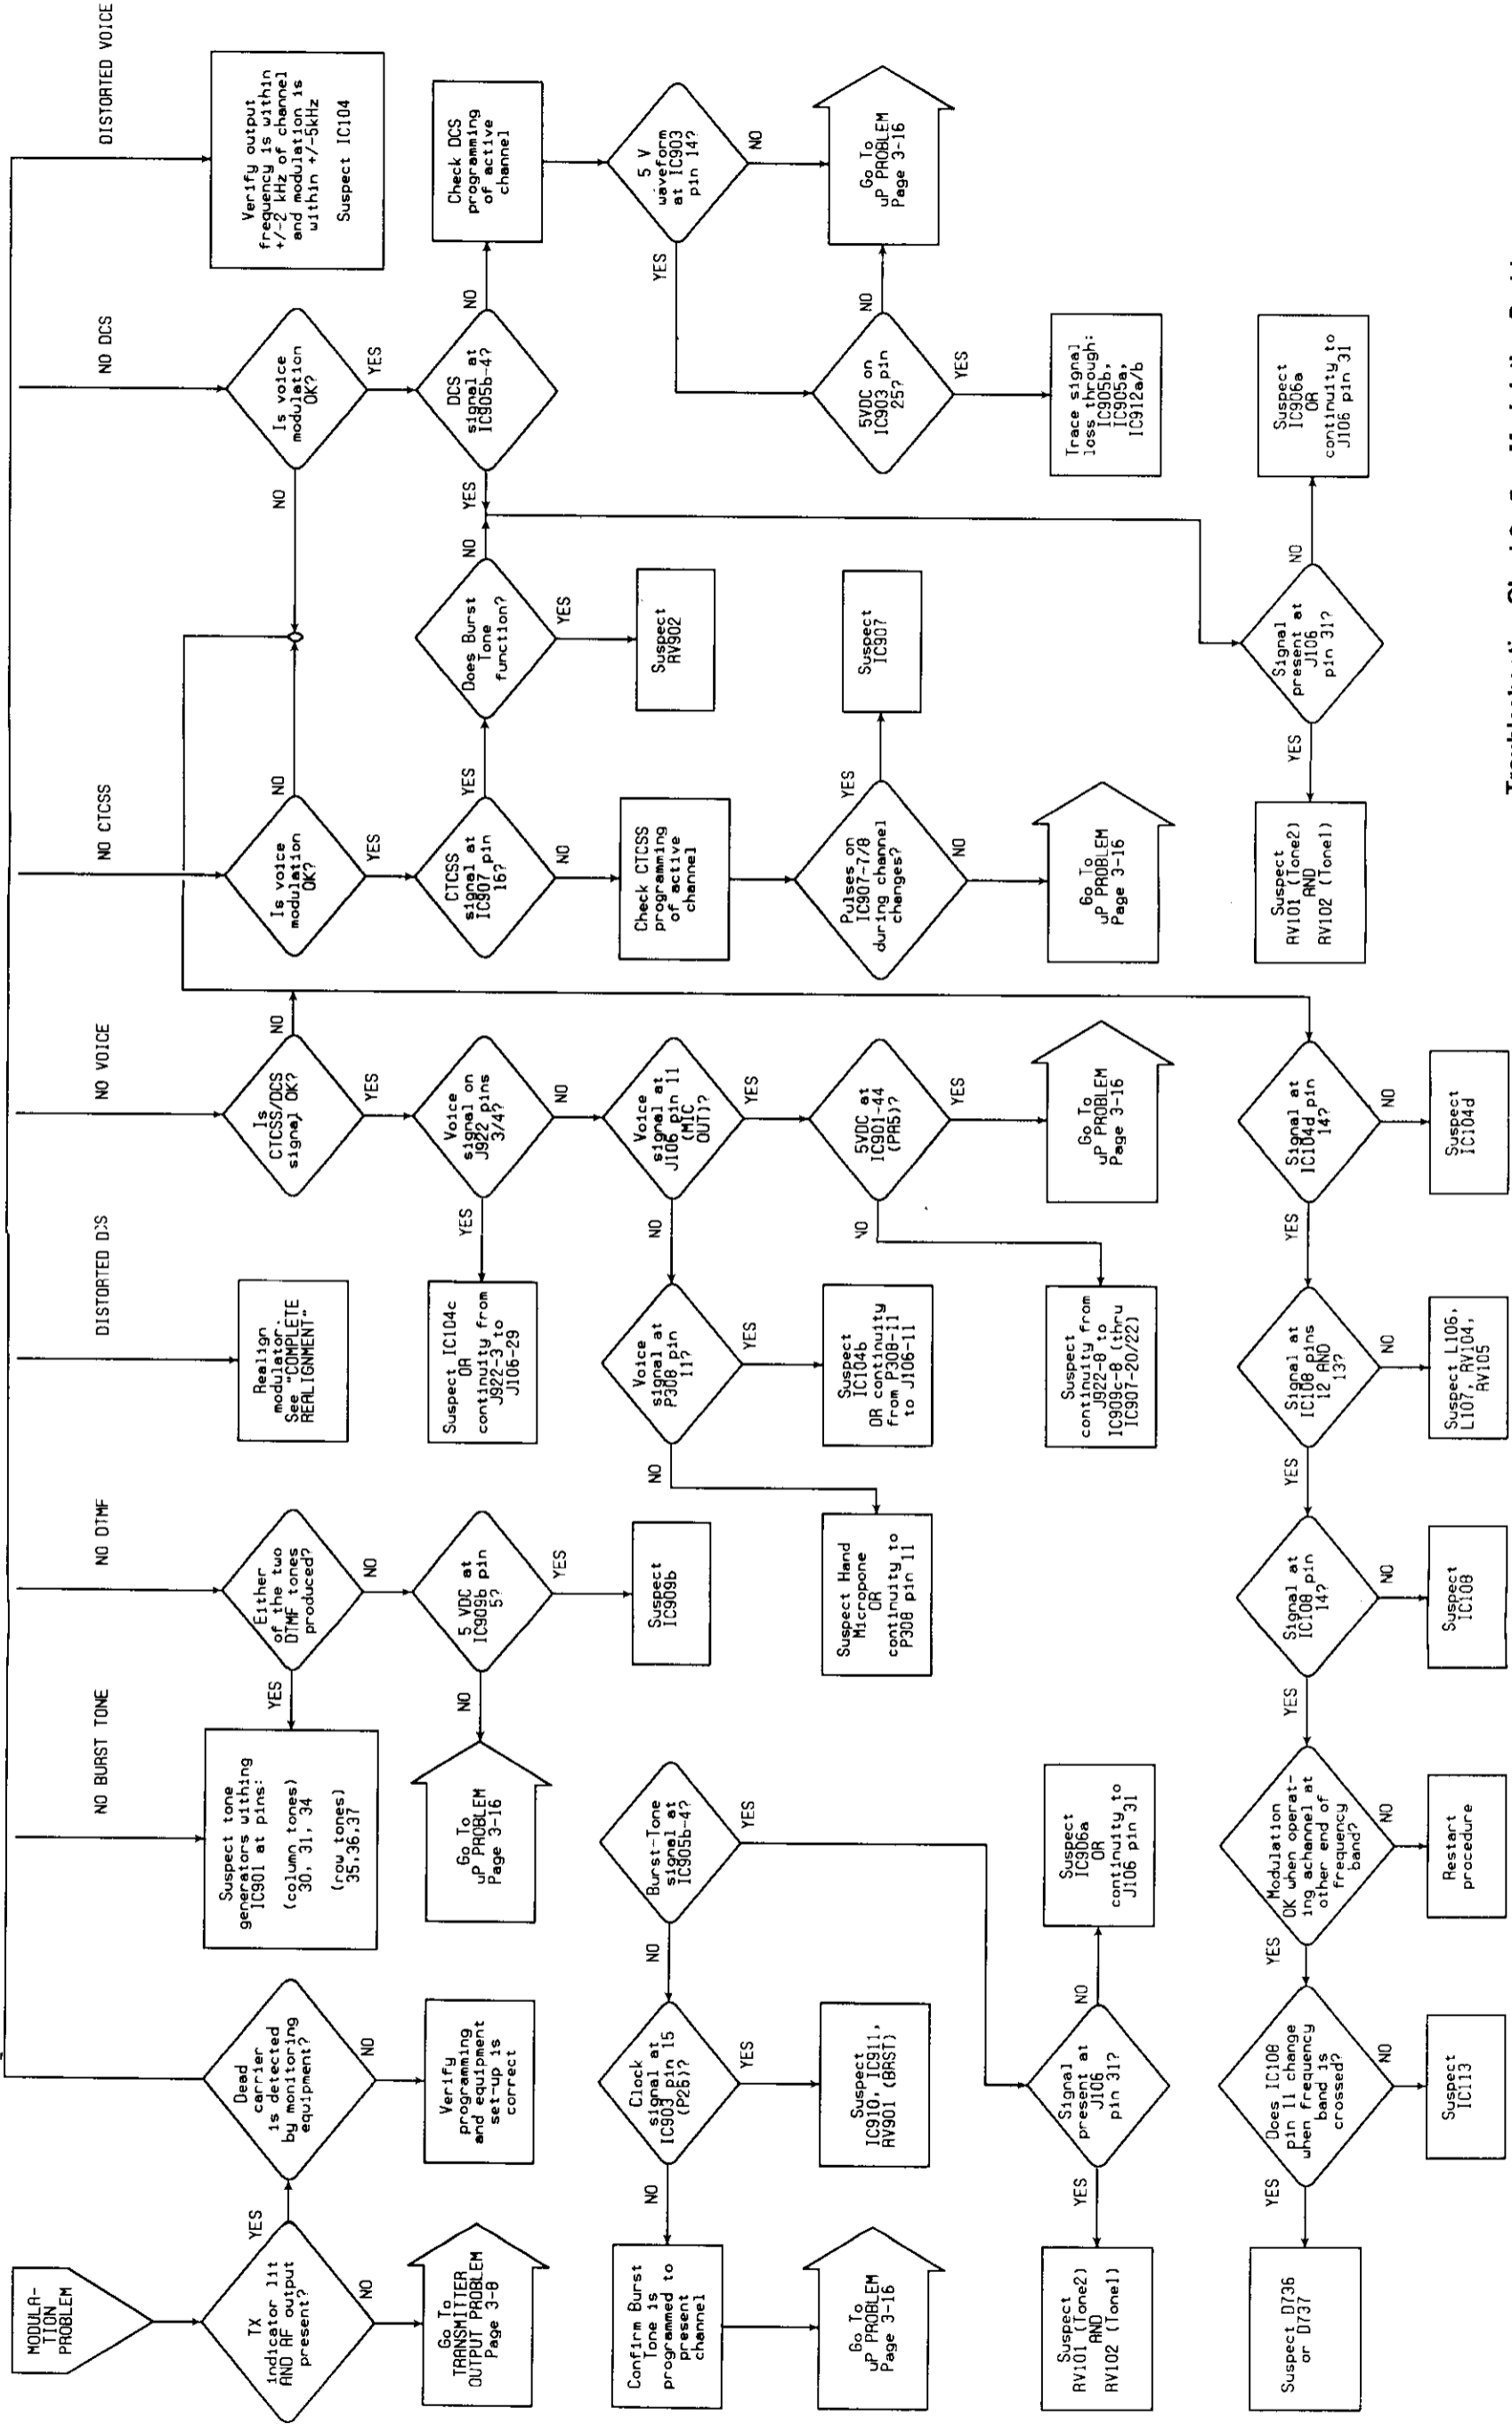 MODULA-
TION
PROBLEM
TX
indicator lit
AND RF output
present?
YES
NO
Go To
TRANSMITTER
OUTPUT PROBLEM
Page 3-8
Dead
carrier
is detected
by monitoring
equipment?
NO
Verify
programming
and equipment
set-up is
correct
NO BURST TONE
Suspect tone
generators withing
IC901 at pins:
(column tones)
30, 31, 34
(row tones)
35,36,37
NO DTMF
Either
of the two
DTMF tones
produced?
YES
NO
5 VDC at
IC909b pin
5?
NO
YES
Go To
uP PROBLEM
Page 3-16
Suspect
IC909b
DISTORTED DCS
Realign
modulator.
See "COMPLETE
REALIGNMENT"
NO VOICE
Is
CTCSS/DCS
signal OK?
NO
YES
Voice
signal on
J922 pins
3/4?
YES
NO
Suspect IC104c
OR
continuity from
J922-3 to
J106-29
Voice
signal at
J106 pin 11
(MIC
OUT)?
NO
YES
Voice
signal at
P308 pin
11?
NO
YES
Suspect Hand
Micropone
OR
continuity to
P308 pin 11
Suspect
IC104b
OR continuity
from P308-11
to J106-11
5VDC at
IC901-44
(PA5)?
NO
YES
Suspect
continuity from
J922-8 to
IC909c-8 (thru
IC907-20/22)
Go To
uP PROBLEM
Page 3-16
NO CTCSS
Is voice
modulation
OK?
NO
YES
CTCSS
signal at
IC907 pin
16?
YES
NO
Does Burst
Tone
function?
NO
YES
Suspect
RV902
Check CTCSS
programming
of active
channel
Pulses on
IC907-7/8
during channel
changes?
YES
NO
Suspect
IC907
Go To
uP PROBLEM
Page 3-16
NO DCS
Is voice
modulation
OK?
NO
YES
DCS
signal at
IC905b-4?
YES
NO
Check DCS
programming
of active
channel
5 V
waveform
at IC903
pin 14?
YES
NO
Go To
uP PROBLEM
Page 3-16
5VDC on
IC903 pin
25?
NO
YES
Trace signal
loss through:
IC905b,
IC905a,
IC912a/b
DISTORTED VOICE
Verify output
frequency is within
+/-2 kHz of channel
and modulation is
within +/-5kHz
Suspect IC104
Signal
present at
J106
pin 31?
YES
NO
Suspect
RV101 (Tone2)
AND
RV102 (Tone1)
Suspect
IC906a
OR
continuity to
J106 pin 31
Burst-Tone
signal at
IC905b-4?
NO
YES
Clock
signal at
IC903 pin 15
(P26)?
NO
YES
Confirm Burst
Tone is
programmed to
present
channel
Go To
uP PROBLEM
Page 3-16
Suspect
IC910, IC911,
RV901 (BRST)
Signal
present at
J106
pin 31?
YES
NO
Suspect
RV101 (Tone2)
AND
RV102 (Tone1)
Suspect
IC906a
OR
continuity to
J106 pin 31
Signal at
IC104d pin
14?
YES
NO
Suspect
IC104d
Signal at
IC108 pins
12 AND
13?
YES
NO
Suspect L106,
L107, RV104,
RV105
Signal at
IC108 pin
14?
YES
NO
Suspect
IC108
Modulation
OK when operat-
ing achannel at
other end of
frequency
band?
YES
NO
Restart
procedure
Does IC108
pin 11 change
when frequency
band is
crossed?
YES
NO
Suspect
IC113
Suspect D736
or D737